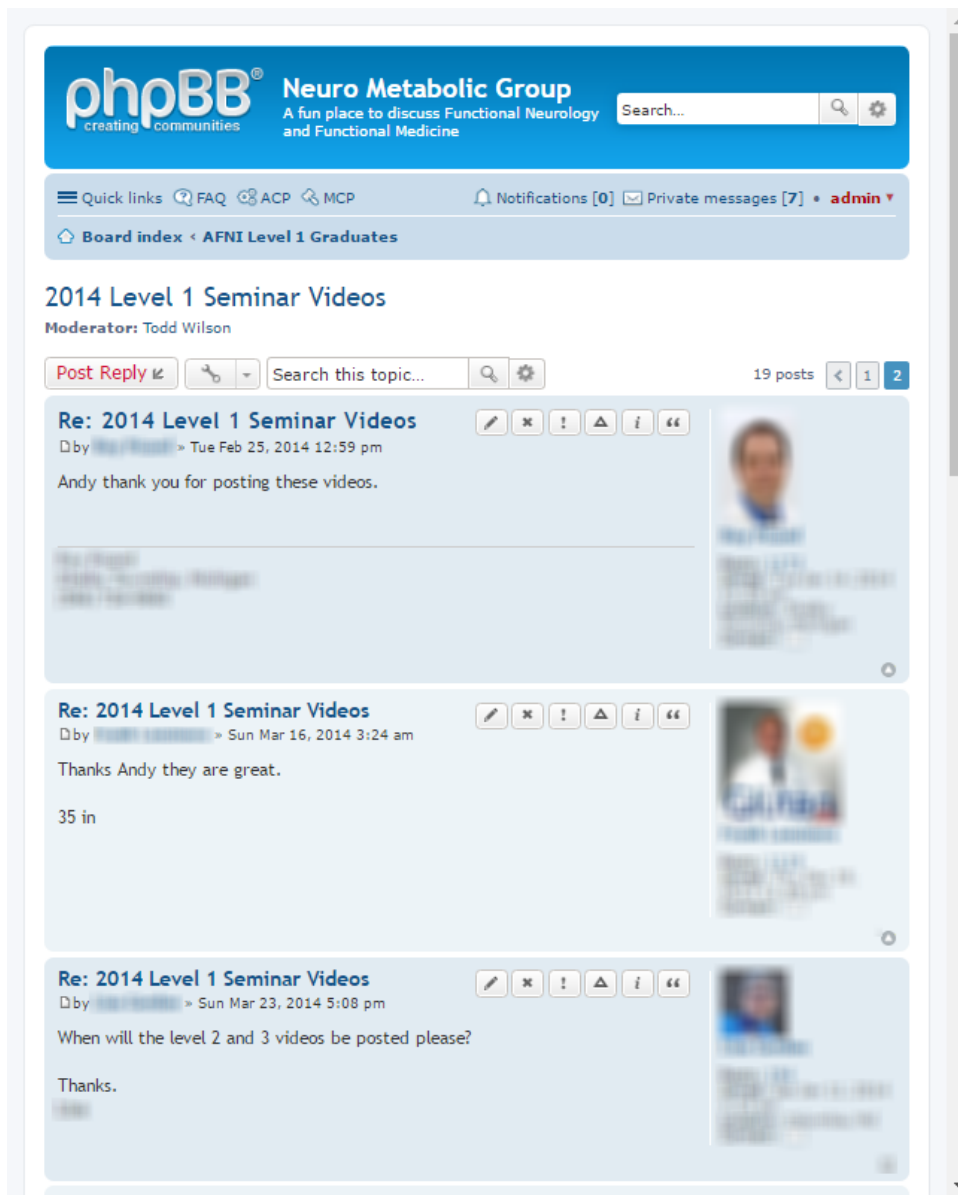 phpBB®
creating communities
Neuro Metabolic Group
A fun place to discuss Functional Neurology
and Functional Medicine
Search...
Quick links FAQ ACP MCP Notifications [0] Private messages [7] • admin
Board index ‹ AFNI Level 1 Graduates
2014 Level 1 Seminar Videos
Moderator: Todd Wilson
Post Reply Search this topic... 19 posts 1 2
Re: 2014 Level 1 Seminar Videos
by » Tue Feb 25, 2014 12:59 pm
Andy thank you for posting these videos.
Re: 2014 Level 1 Seminar Videos
by » Sun Mar 16, 2014 3:24 am
Thanks Andy they are great.
35 in
Re: 2014 Level 1 Seminar Videos
by » Sun Mar 23, 2014 5:08 pm
When will the level 2 and 3 videos be posted please?
Thanks.